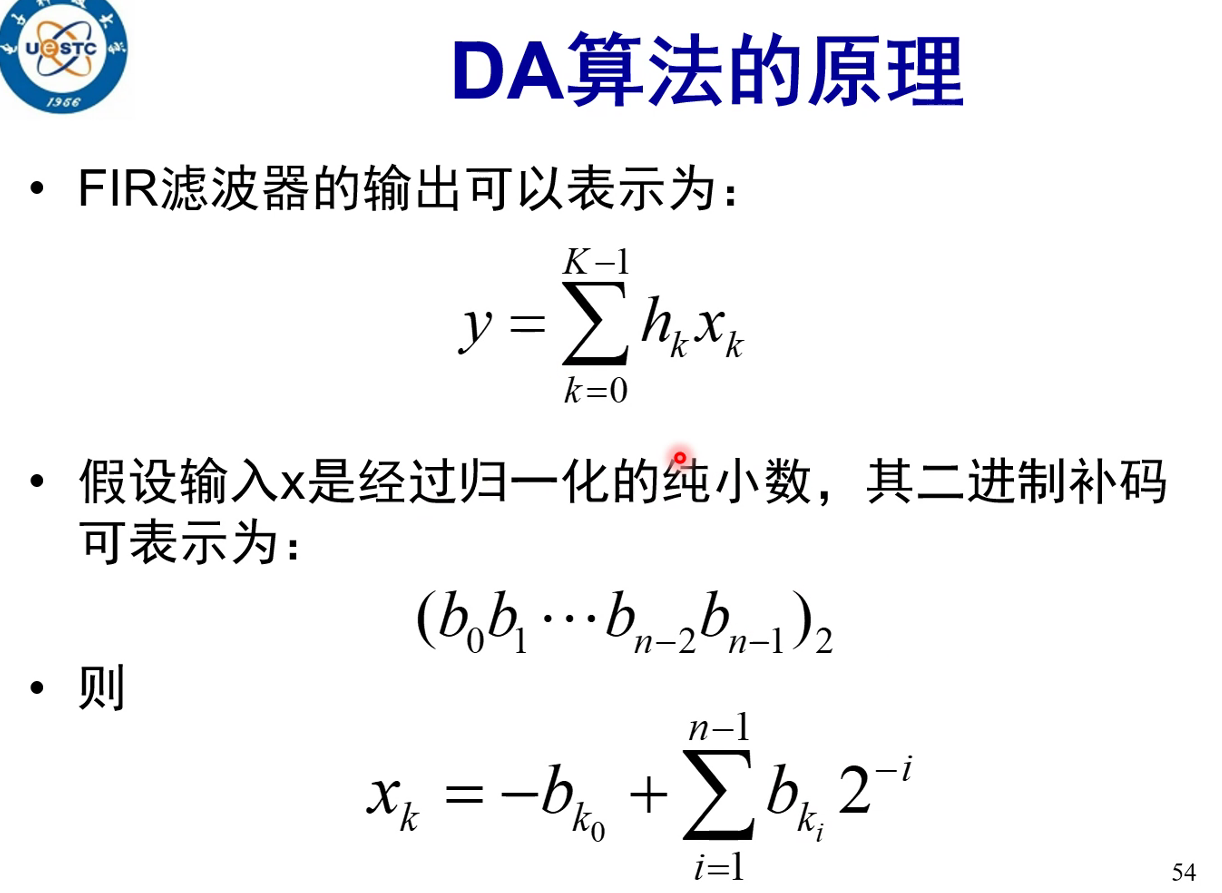 UESTC
1956
DA算法的原理
• FIR滤波器的输出可以表示为：
y = \sum_{k=0}^{K-1} h_k x_k
• 假设输入x是经过归一化的纯小数，其二进制补码
可表示为：
(b_0 b_1 \cdots b_{n-2} b_{n-1})_2
• 则
x_k = -b_{k_0} + \sum_{i=1}^{n-1} b_{k_i} 2^{-i}
54